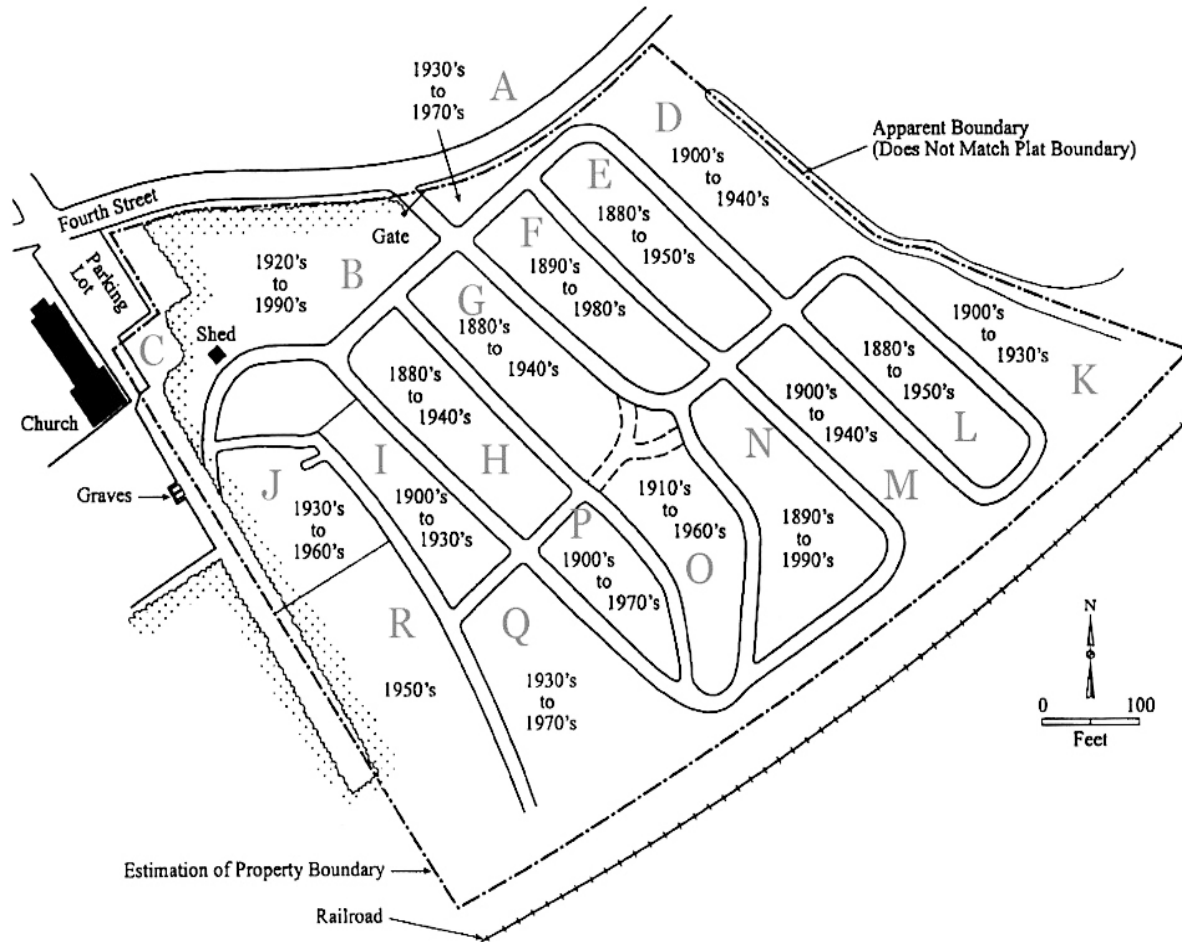 1930's
to
1970's
A
D
1900's
to
1940's
Apparent Boundary
(Does Not Match Plat Boundary)
E
1880's
to
1950's
Fourth Street
Gate
F
1890's
to
1980's
Parking
Lot
1920's
to
1990's
B
G
1880's
to
1940's
C
Shed
Church
1880's
to
1940's
H
1900's
to
1930's
K
1880's
to
1950's
L
1900's
to
1940's
M
N
1890's
to
1990's
Graves
J
1930's
to
1960's
I
1900's
to
1930's
1910's
to
1960's
O
P
1900's
to
1970's
R
1950's
Q
1930's
to
1970's
N
0 100
Feet
Estimation of Property Boundary
Railroad